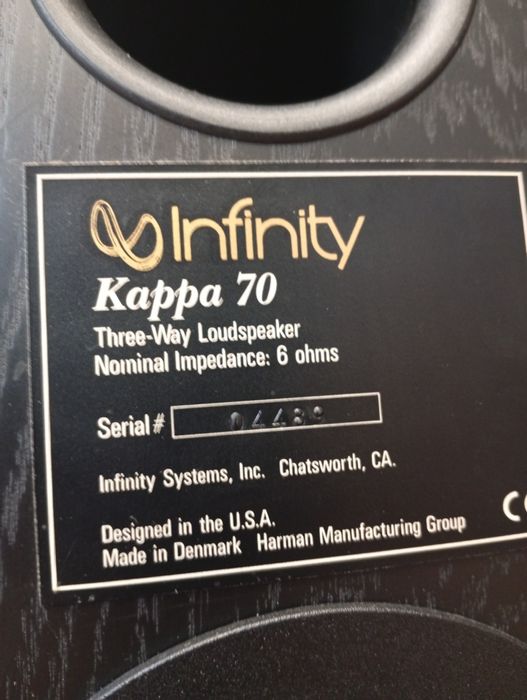 Infinity
Kappa 70
Three-Way Loudspeaker
Nominal Impedance: 6 ohms
Serial #
Infinity Systems, Inc. Chatsworth, CA.
Designed in the U.S.A.
Made in Denmark Harman Manufacturing Group